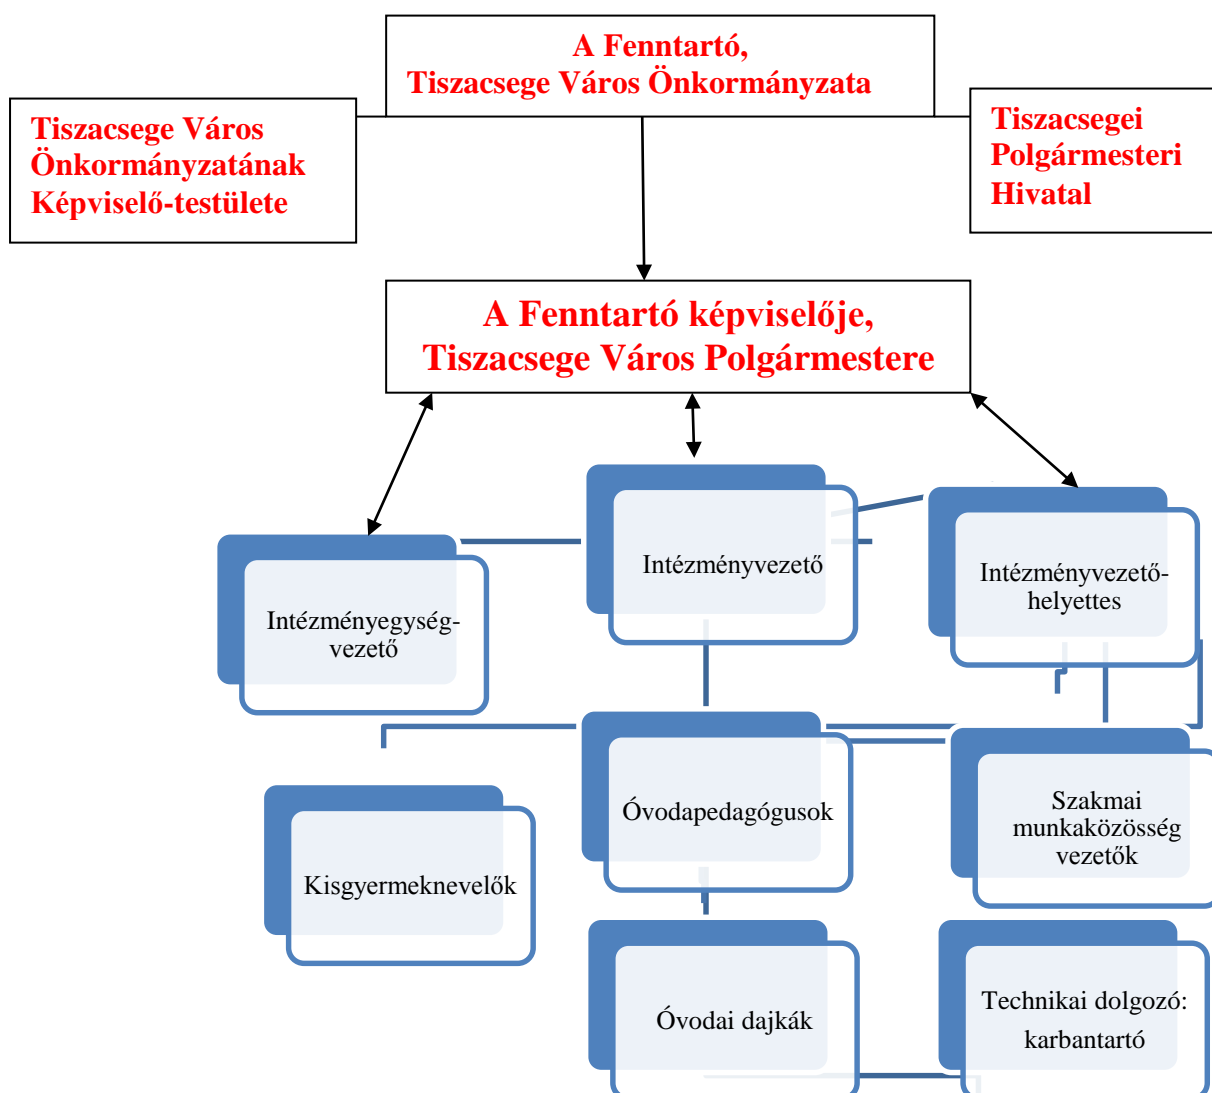 A Fenntartó,
Tiszacsege Város Önkormányzata
Tiszacsege Város
Önkormányzatának
Képviselő-testülete
Tiszacsegei
Polgármesteri
Hivatal
A Fenntartó képviselője,
Tiszacsege Város Polgármestere
Intézményegység-
vezető
Intézményvezető
Intézményvezető-
helyettes
Kisgyermeknevelők
Óvodapedagógusok
Szakmai
munkaközösség
vezetők
Óvodai dajkák
Technikai dolgozó:
karbantartó